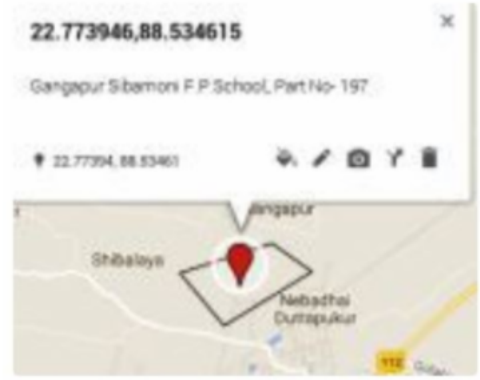 22.773946,88.534615
Gangapur Sibamoni F.P.School, Part No- 197
22.77394, 88.53461
angapur
Shibalaya
Nebadhai
Duttapukur
112